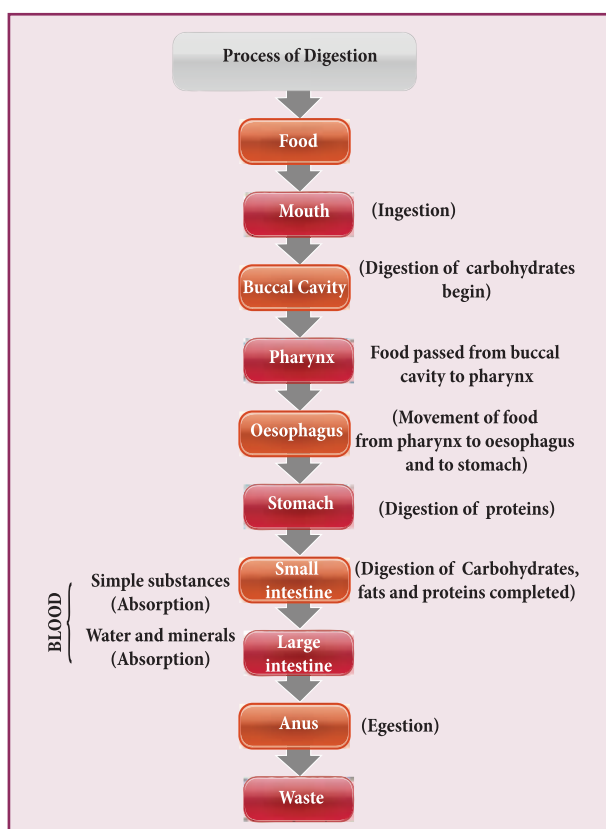 Process of Digestion
Food
Mouth
(Ingestion)
Buccal Cavity
(Digestion of carbohydrates
begin)
Pharynx
Food passed from buccal
cavity to pharynx
Oesophagus
(Movement of food
from pharynx to oesophagus
and to stomach)
Stomach
(Digestion of proteins)
BLOOD
Simple substances
(Absorption)
Small
intestine
(Digestion of Carbohydrates,
fats and proteins completed)
Water and minerals
(Absorption)
Large
intestine
Anus
(Egestion)
Waste